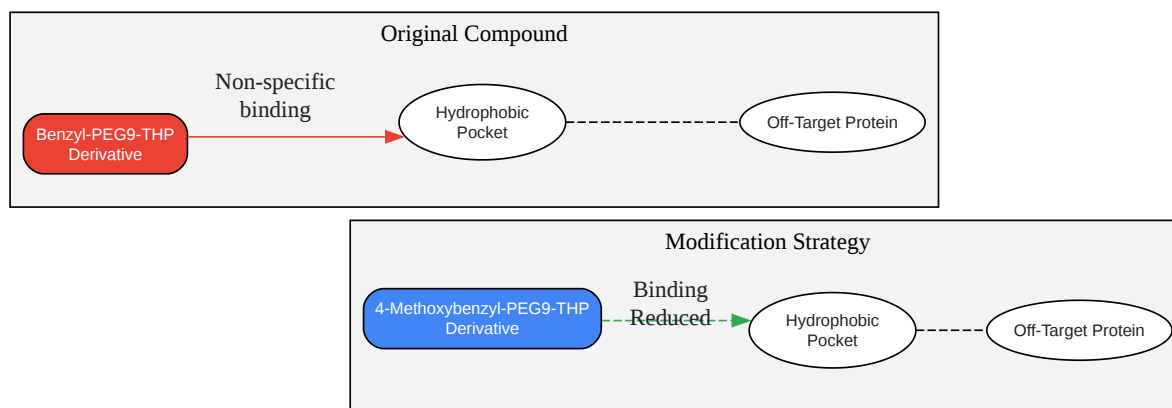 Original Compound
Non-specific
binding
Benzyl-PEG9-THP
Derivative
Hydrophobic
Pocket
Off-Target Protein
Modification Strategy
4-Methoxybenzyl-PEG9-THP
Derivative
Binding
Reduced
Hydrophobic
Pocket
Off-Target Protein